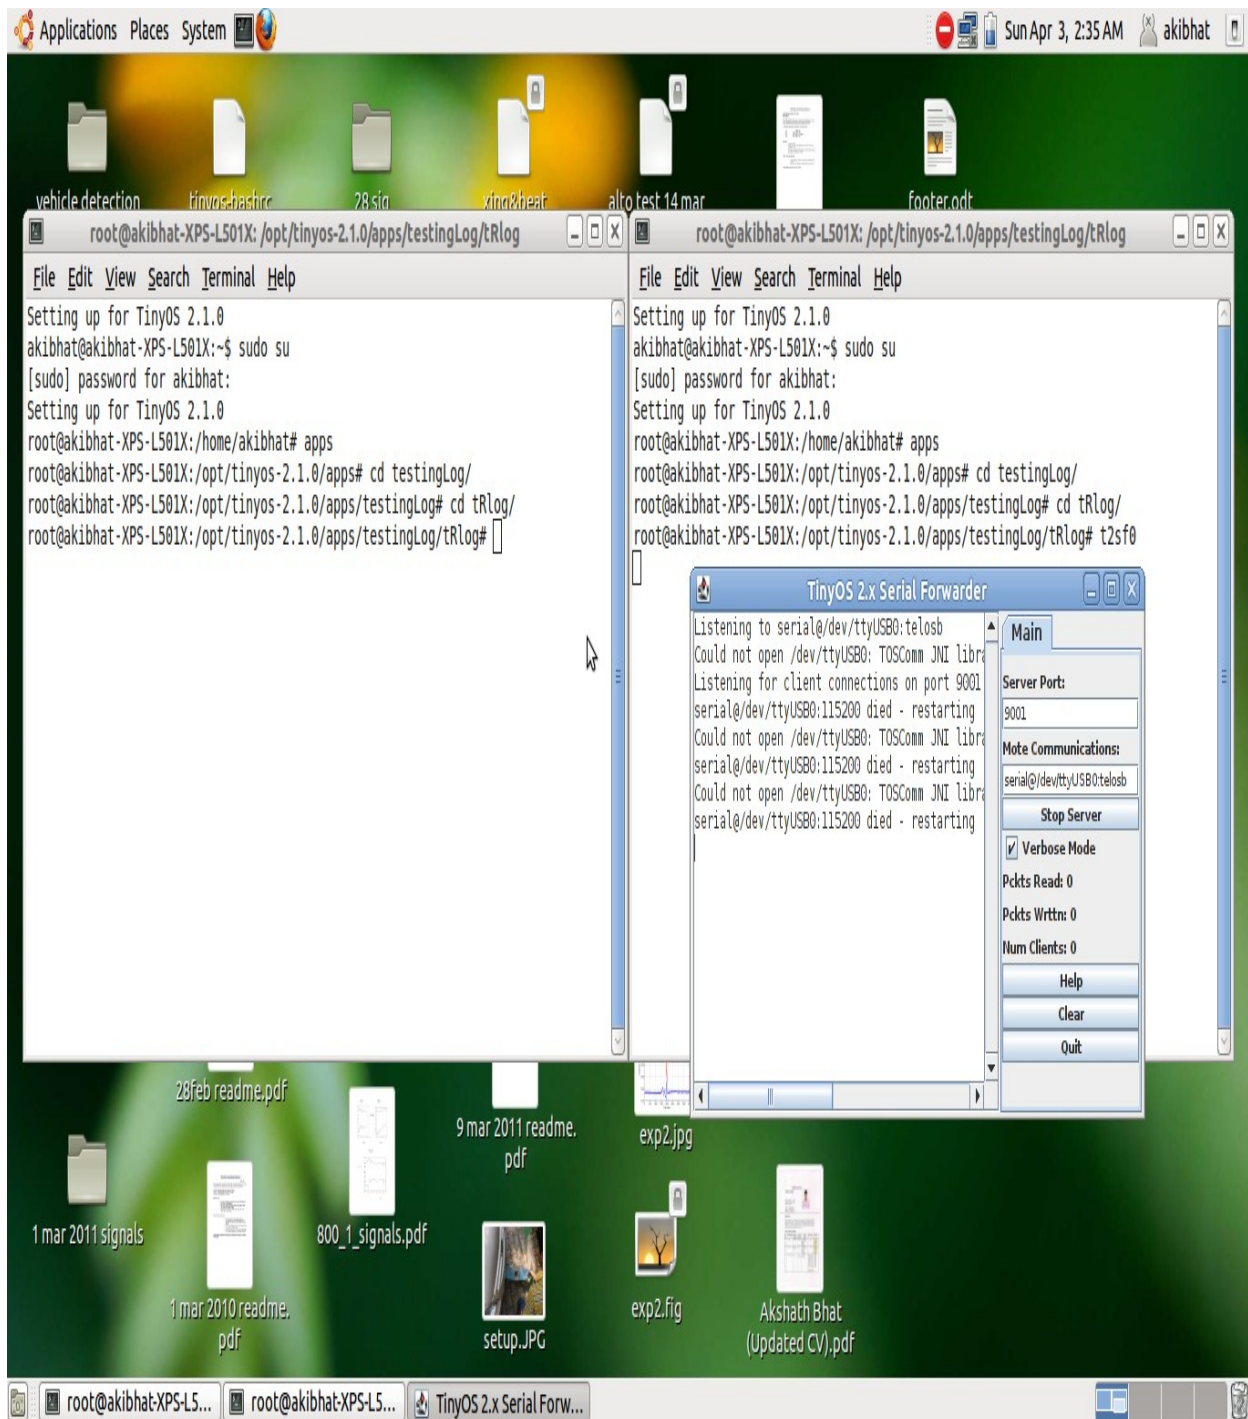 Applications Places System
Sun Apr 3, 2:35 AM akibhat
vehicle detection
tinyos-bashrc
28 sig
xing&beat
alto test 14 mar
footer.odt
root@akibhat-XPS-L501X: /opt/tinyos-2.1.0/apps/testingLog/tRlog
File Edit View Search Terminal Help
Setting up for TinyOS 2.1.0
akibhat@akibhat-XPS-L501X:~$ sudo su
[sudo] password for akibhat:
Setting up for TinyOS 2.1.0
root@akibhat-XPS-L501X:/home/akibhat# apps
root@akibhat-XPS-L501X:/opt/tinyos-2.1.0/apps# cd testingLog/
root@akibhat-XPS-L501X:/opt/tinyos-2.1.0/apps/testingLog# cd tRlog/
root@akibhat-XPS-L501X:/opt/tinyos-2.1.0/apps/testingLog/tRlog#
root@akibhat-XPS-L501X: /opt/tinyos-2.1.0/apps/testingLog/tRlog
File Edit View Search Terminal Help
Setting up for TinyOS 2.1.0
akibhat@akibhat-XPS-L501X:~$ sudo su
[sudo] password for akibhat:
Setting up for TinyOS 2.1.0
root@akibhat-XPS-L501X:/home/akibhat# apps
root@akibhat-XPS-L501X:/opt/tinyos-2.1.0/apps# cd testingLog/
root@akibhat-XPS-L501X:/opt/tinyos-2.1.0/apps/testingLog# cd tRlog/
root@akibhat-XPS-L501X:/opt/tinyos-2.1.0/apps/testingLog/tRlog# t2sf0
TinyOS 2.x Serial Forwarder
Listening to serial@/dev/ttyUSB0:telosb
Could not open /dev/ttyUSB0: TOSComm JNI libra
Listening for client connections on port 9001
serial@/dev/ttyUSB0:115200 died - restarting
Could not open /dev/ttyUSB0: TOSComm JNI libra
serial@/dev/ttyUSB0:115200 died - restarting
Could not open /dev/ttyUSB0: TOSComm JNI libra
serial@/dev/ttyUSB0:115200 died - restarting
Main
Server Port:
9001
Mote Communications:
serial@/dev/ttyUSB0:telosb
Stop Server
Verbose Mode
Pckts Read: 0
Pckts Wrttn: 0
Num Clients: 0
Help
Clear
Quit
28feb readme.pdf
9 mar 2011 readme.
pdf
exp2.jpg
1 mar 2011 signals
800_1_signals.pdf
1 mar 2010 readme.
pdf
setup.JPG
exp2.fig
Akshath Bhat
(Updated CV).pdf
root@akibhat-XPS-L5...
root@akibhat-XPS-L5...
TinyOS 2.x Serial Forw...